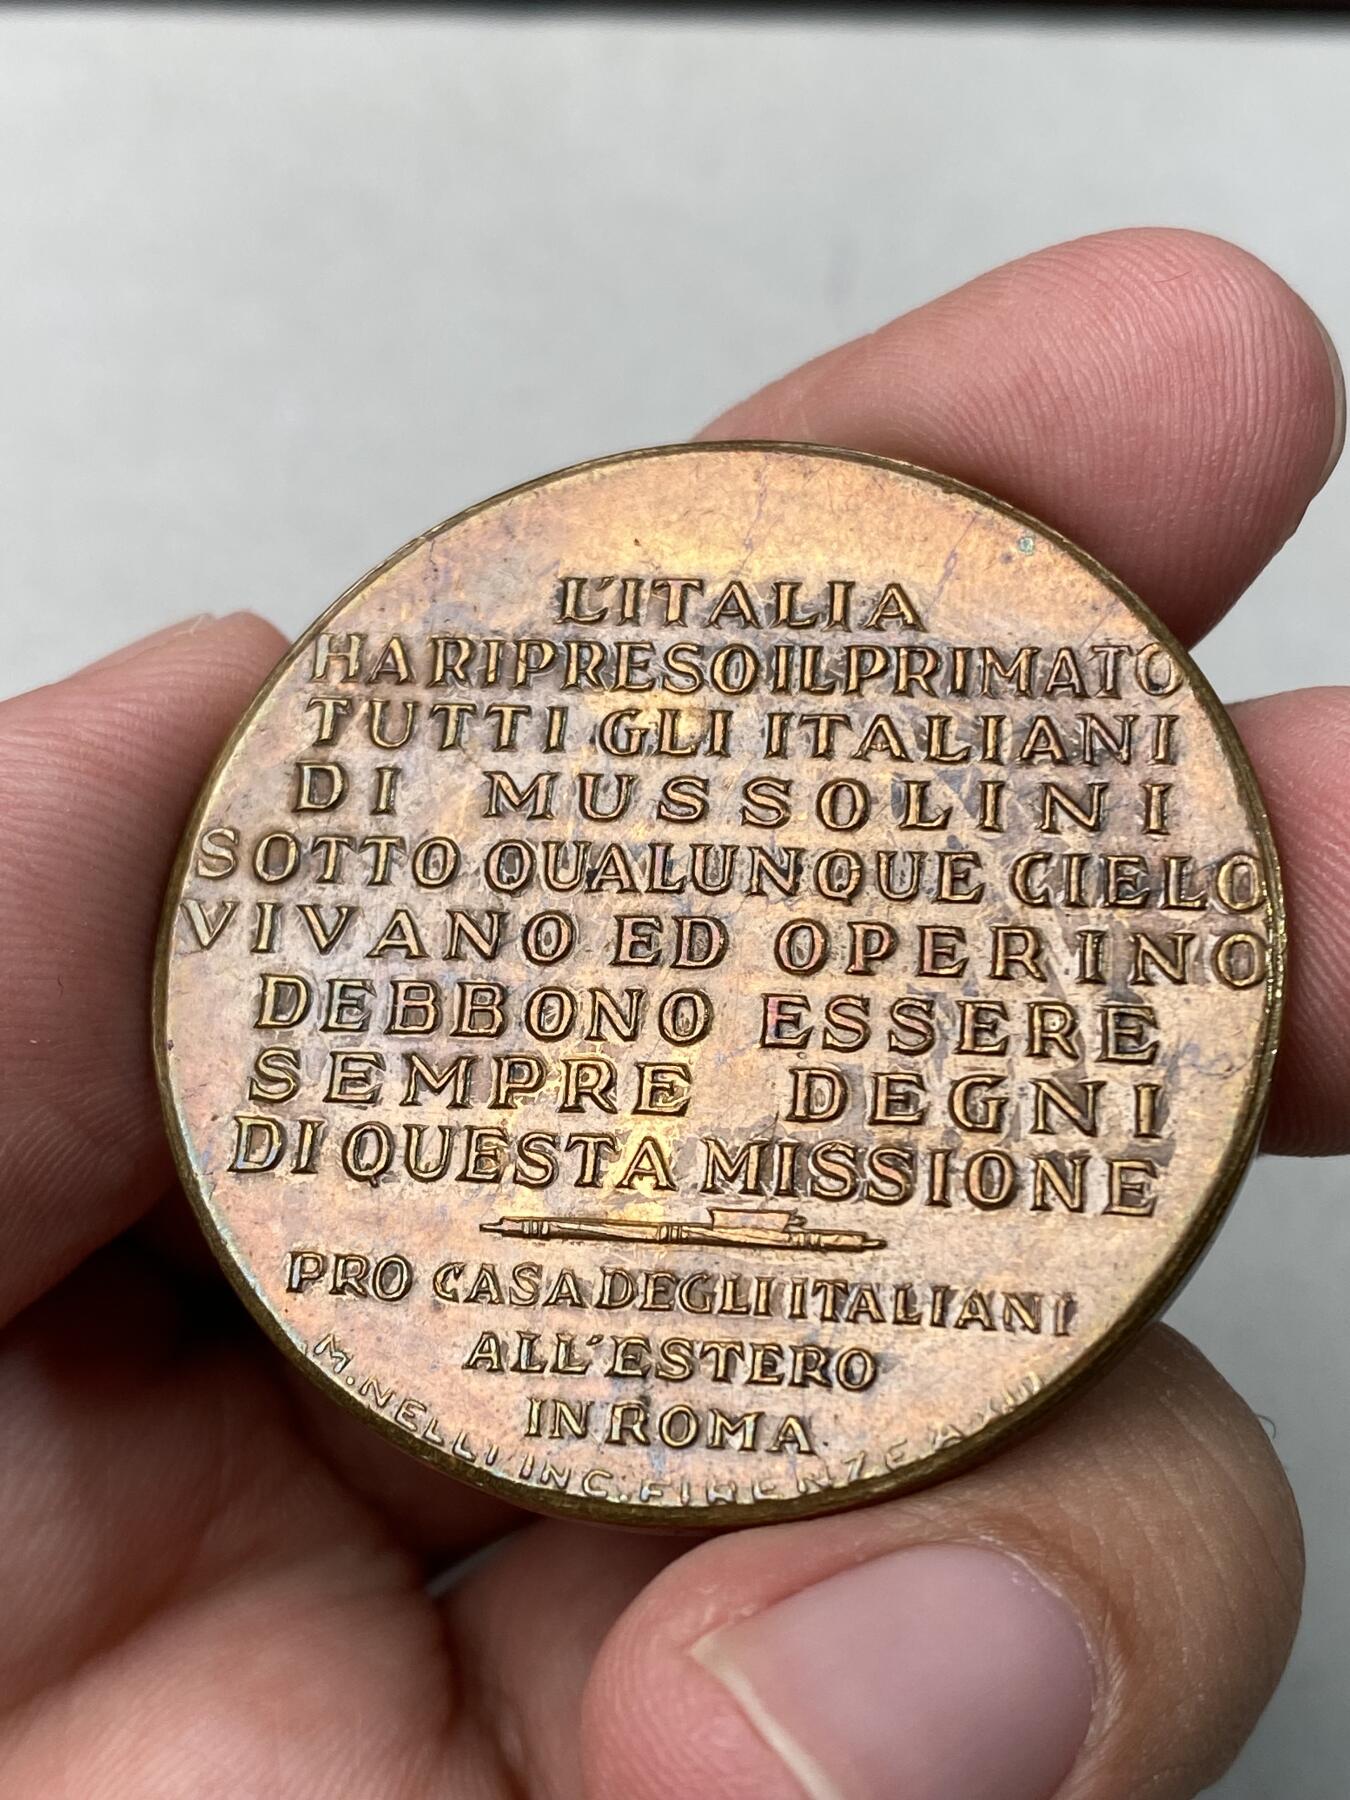 L'ITALIA
HA RIPRESO IL PRIMATO
TUTTI GLI ITALIANI
DI MUSSOLINI
SOTTO QUALUNQUE CIELO
VIVANO ED OPERINO
DEBBONO ESSERE
SEMPRE DEGNI
DI QUESTA MISSIONE
PRO CASA DEGLI ITALIANI
ALL'ESTERO
IN ROMA
M. NELLI INC. FIRENZE